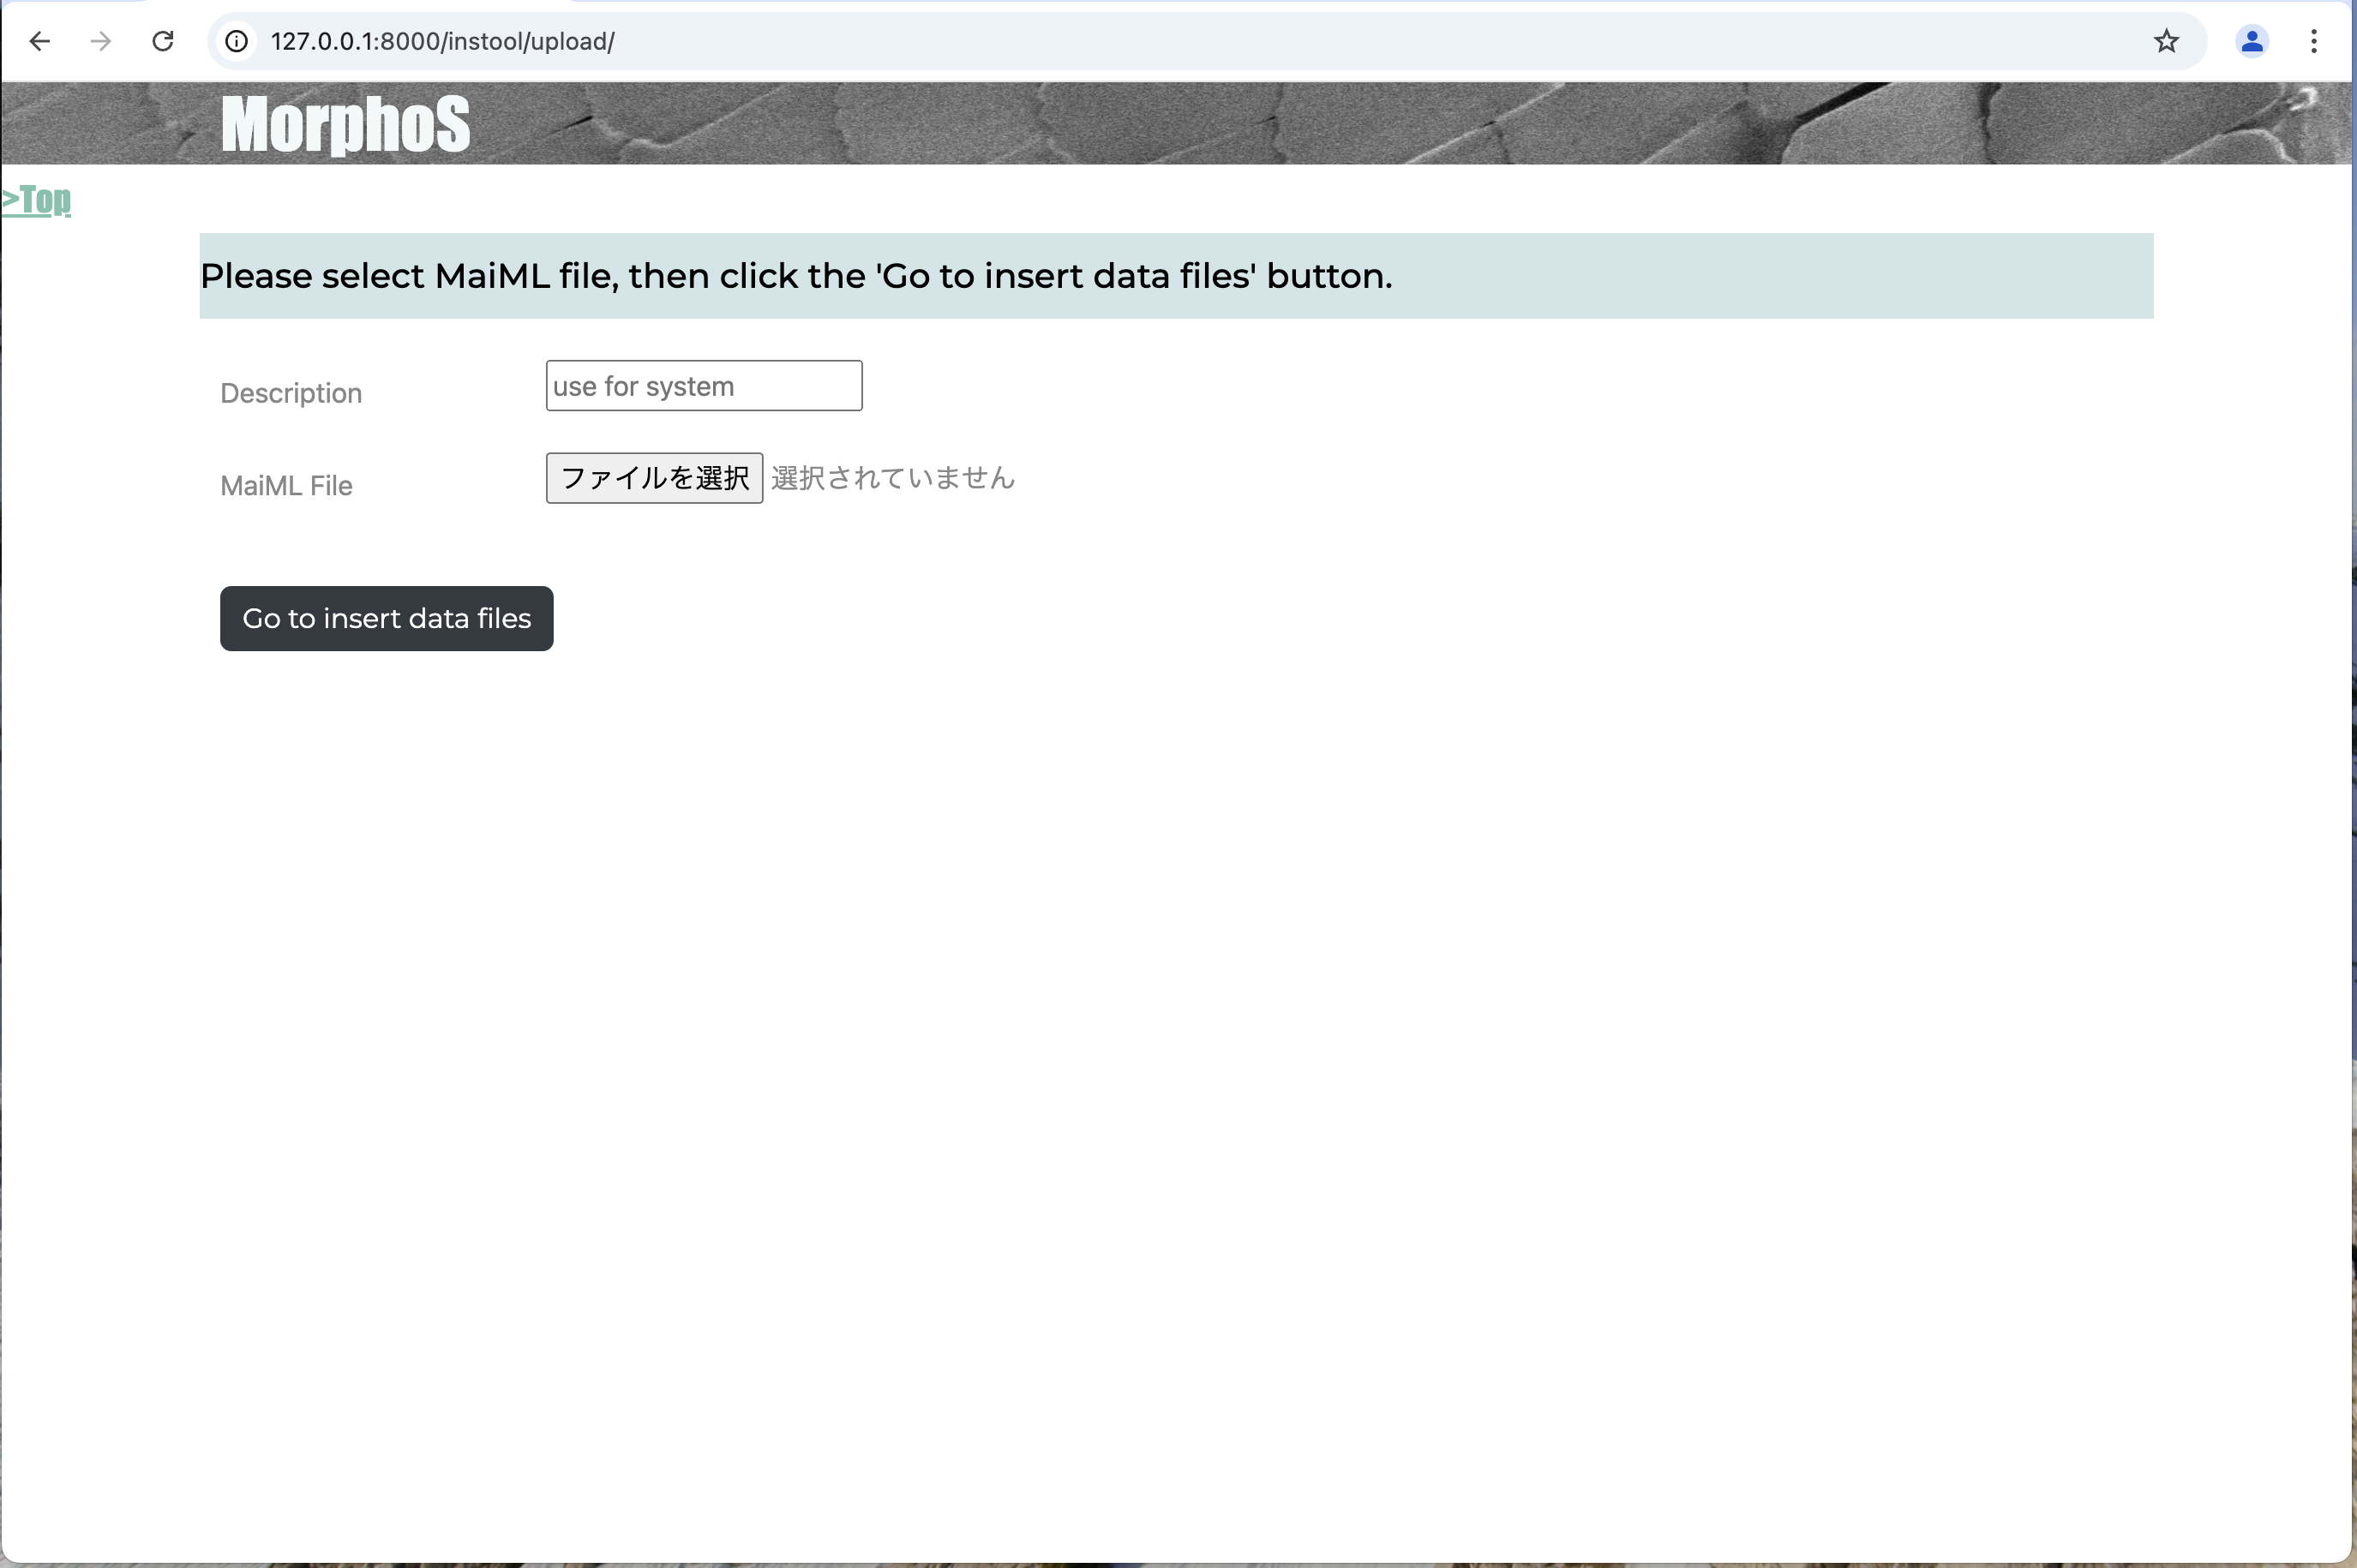 127.0.0.1:8000/instool/upload/
MorphoS
>Top
Please select MaiML file, then click the 'Go to insert data files' button.
Description use for system
MaiML File ファイルを選択 選択されていません
Go to insert data files